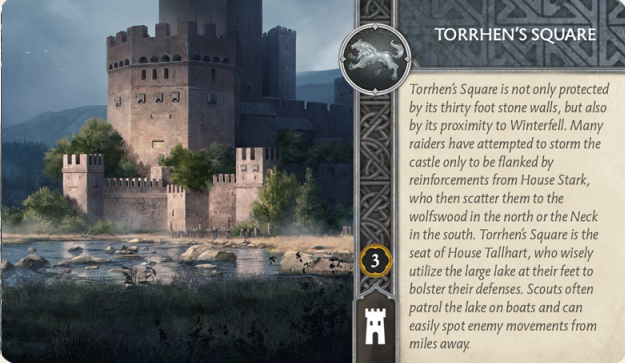 TORRHEN'S SQUARE
Torhen's Square is not only protected
by its thirty foot stone walls, but also
by its proximity to Winterfell. Many
raiders have attempted to storm the
castle only to be flanked by
reinforcements from House Stark,
who then scatter them to the
wolfswood in the north or the Neck
in the south. Torrhen's Square is the
seat of House Tallhart, who wisely
utilize the large lake at their feet to
bolster their defenses. Scouts often
patrol the lake on boats and can
easily spot enemy movements from
miles away.
3